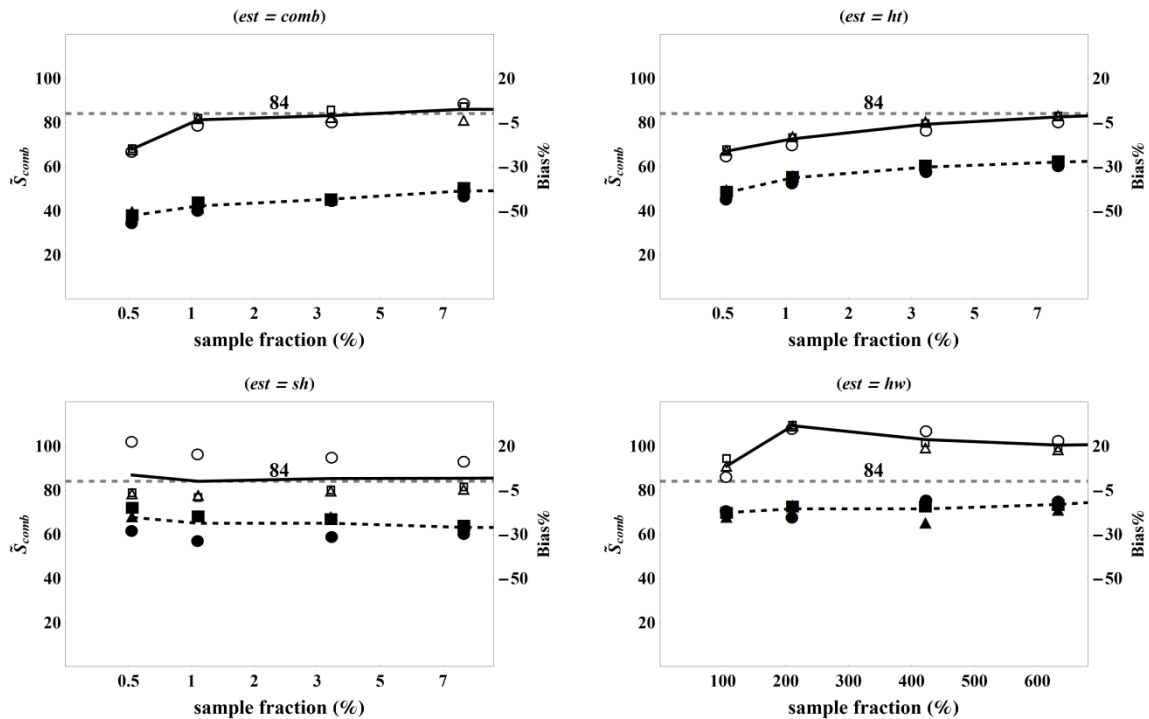 (est = comb)
100
80
60
40
20
S̃comb
84
20
−5
−30
−50
Bias%
0.5 1 2 3 5 7
sample fraction (%)
(est = ht)
100
80
60
40
20
S̃comb
84
20
−5
−30
−50
Bias%
0.5 1 2 3 5 7
sample fraction (%)
(est = sh)
100
80
60
40
20
S̃comb
84
20
−5
−30
−50
Bias%
0.5 1 2 3 5 7
sample fraction (%)
(est = hw)
100
80
60
40
20
S̃comb
84
20
−5
−30
−50
Bias%
100 200 300 400 500 600
sample fraction (%)